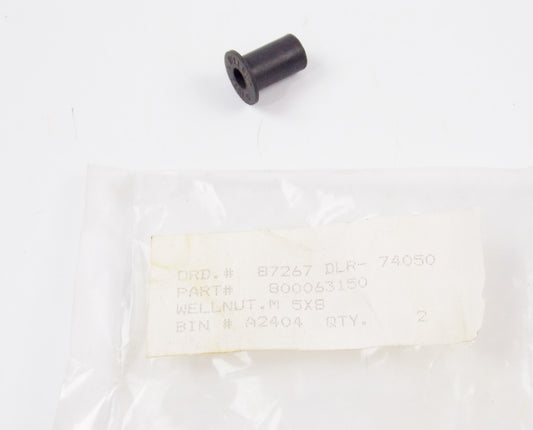 ORD.# 87267 DLR- 74050
PART# 800063150
WELLNUT.M 5X8
BIN # A2404 QTY. 2